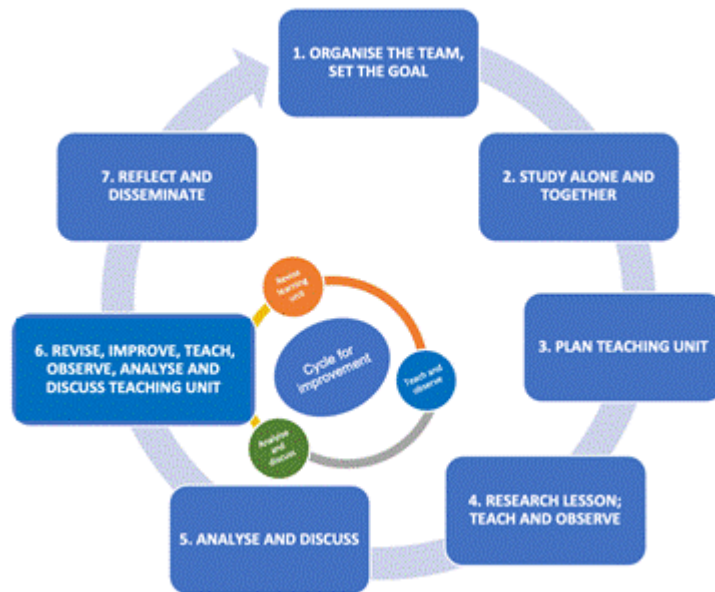 1. ORGANISE THE TEAM,
SET THE GOAL
2. STUDY ALONE AND
TOGETHER
3. PLAN TEACHING UNIT
4. RESEARCH LESSON;
TEACH AND OBSERVE
5. ANALYSE AND DISCUSS
6. REVISE, IMPROVE, TEACH,
OBSERVE, ANALYSE AND
DISCUSS TEACHING UNIT
7. REFLECT AND
DISSEMINATE
Revise
learning
unit
Cycle for
improvement
Teach and
observe
Analyse
and
discuss